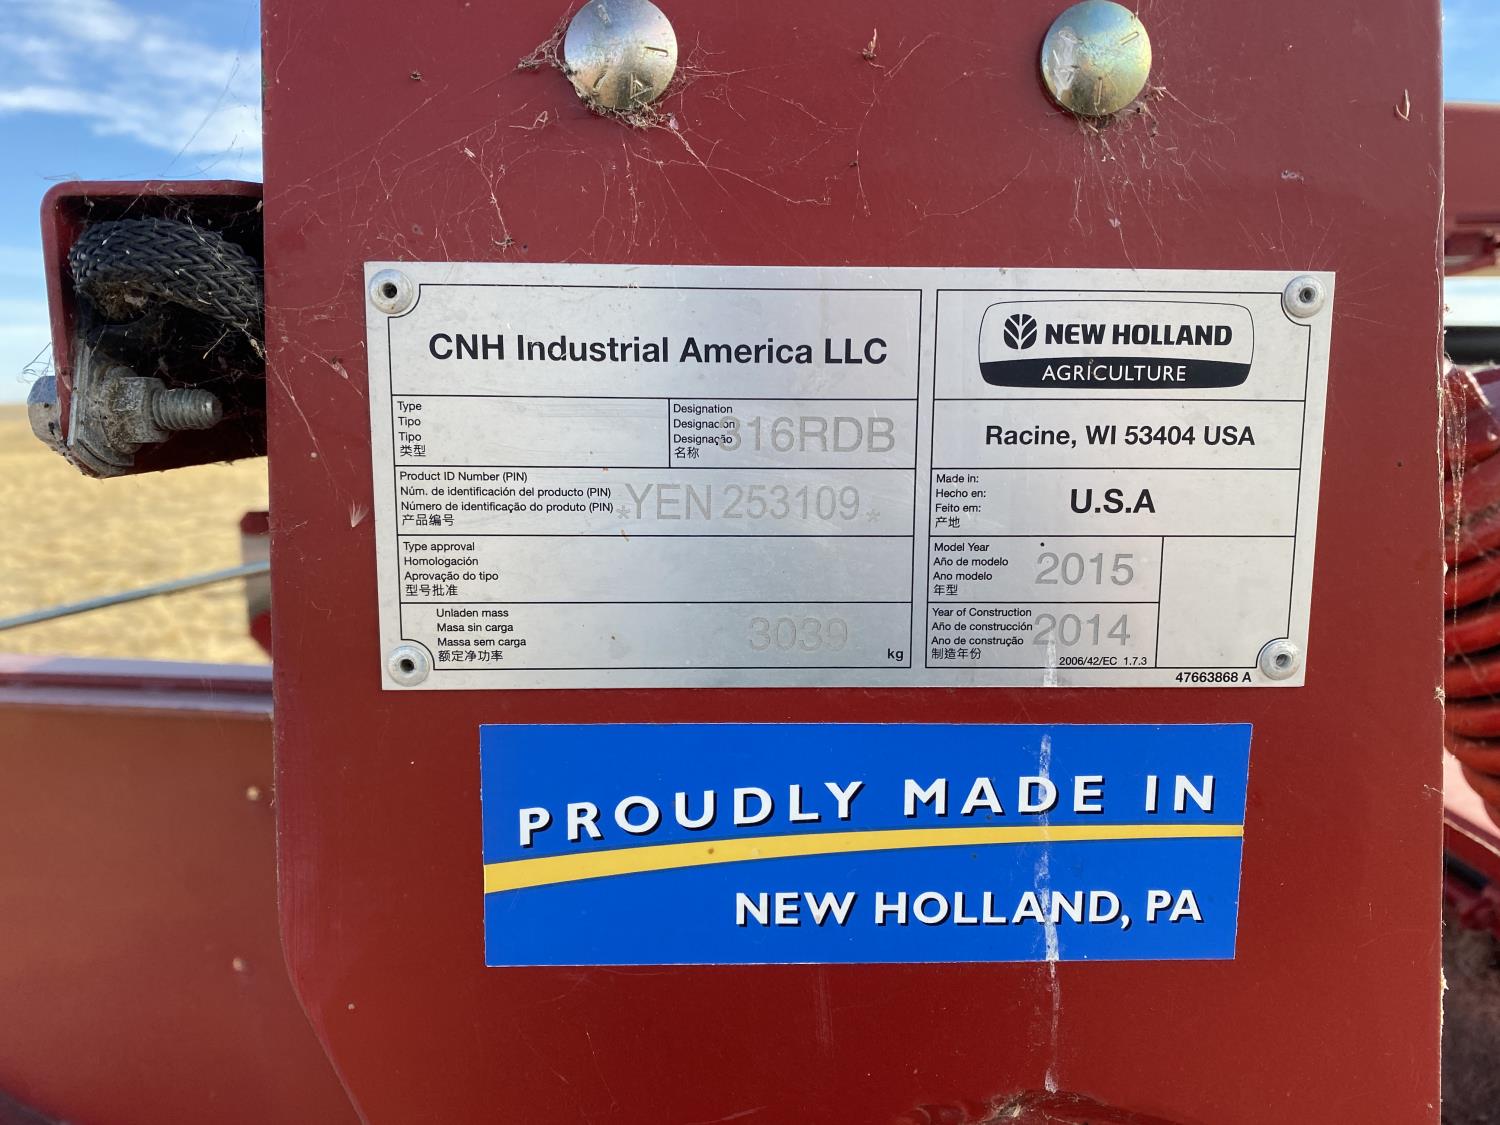 CNH Industrial America LLC
NEW HOLLAND
AGRICULTURE
Racine, WI 53404 USA
Type
Tipo
Tipo
类型
Designation
Designación
Designação
名称
316RDB
Product ID Number (PIN)
Núm. de identificación del producto (PIN)
Número de identificação do produto (PIN)
产品编号
*YEN253109*
Made in:
Hecho en:
Feito em:
产地
U.S.A
Type approval
Homologación
Aprovação do tipo
型号批准
Model Year
Año de modelo
Ano modelo
年型
2015
Unladen mass
Masa sin carga
Massa sem carga
额定净功率
3039
kg
Year of Construction
Año de construcción
Ano de construção
制造年份
2014
2006/42/EC 1.7.3
47663868 A
PROUDLY MADE IN
NEW HOLLAND, PA